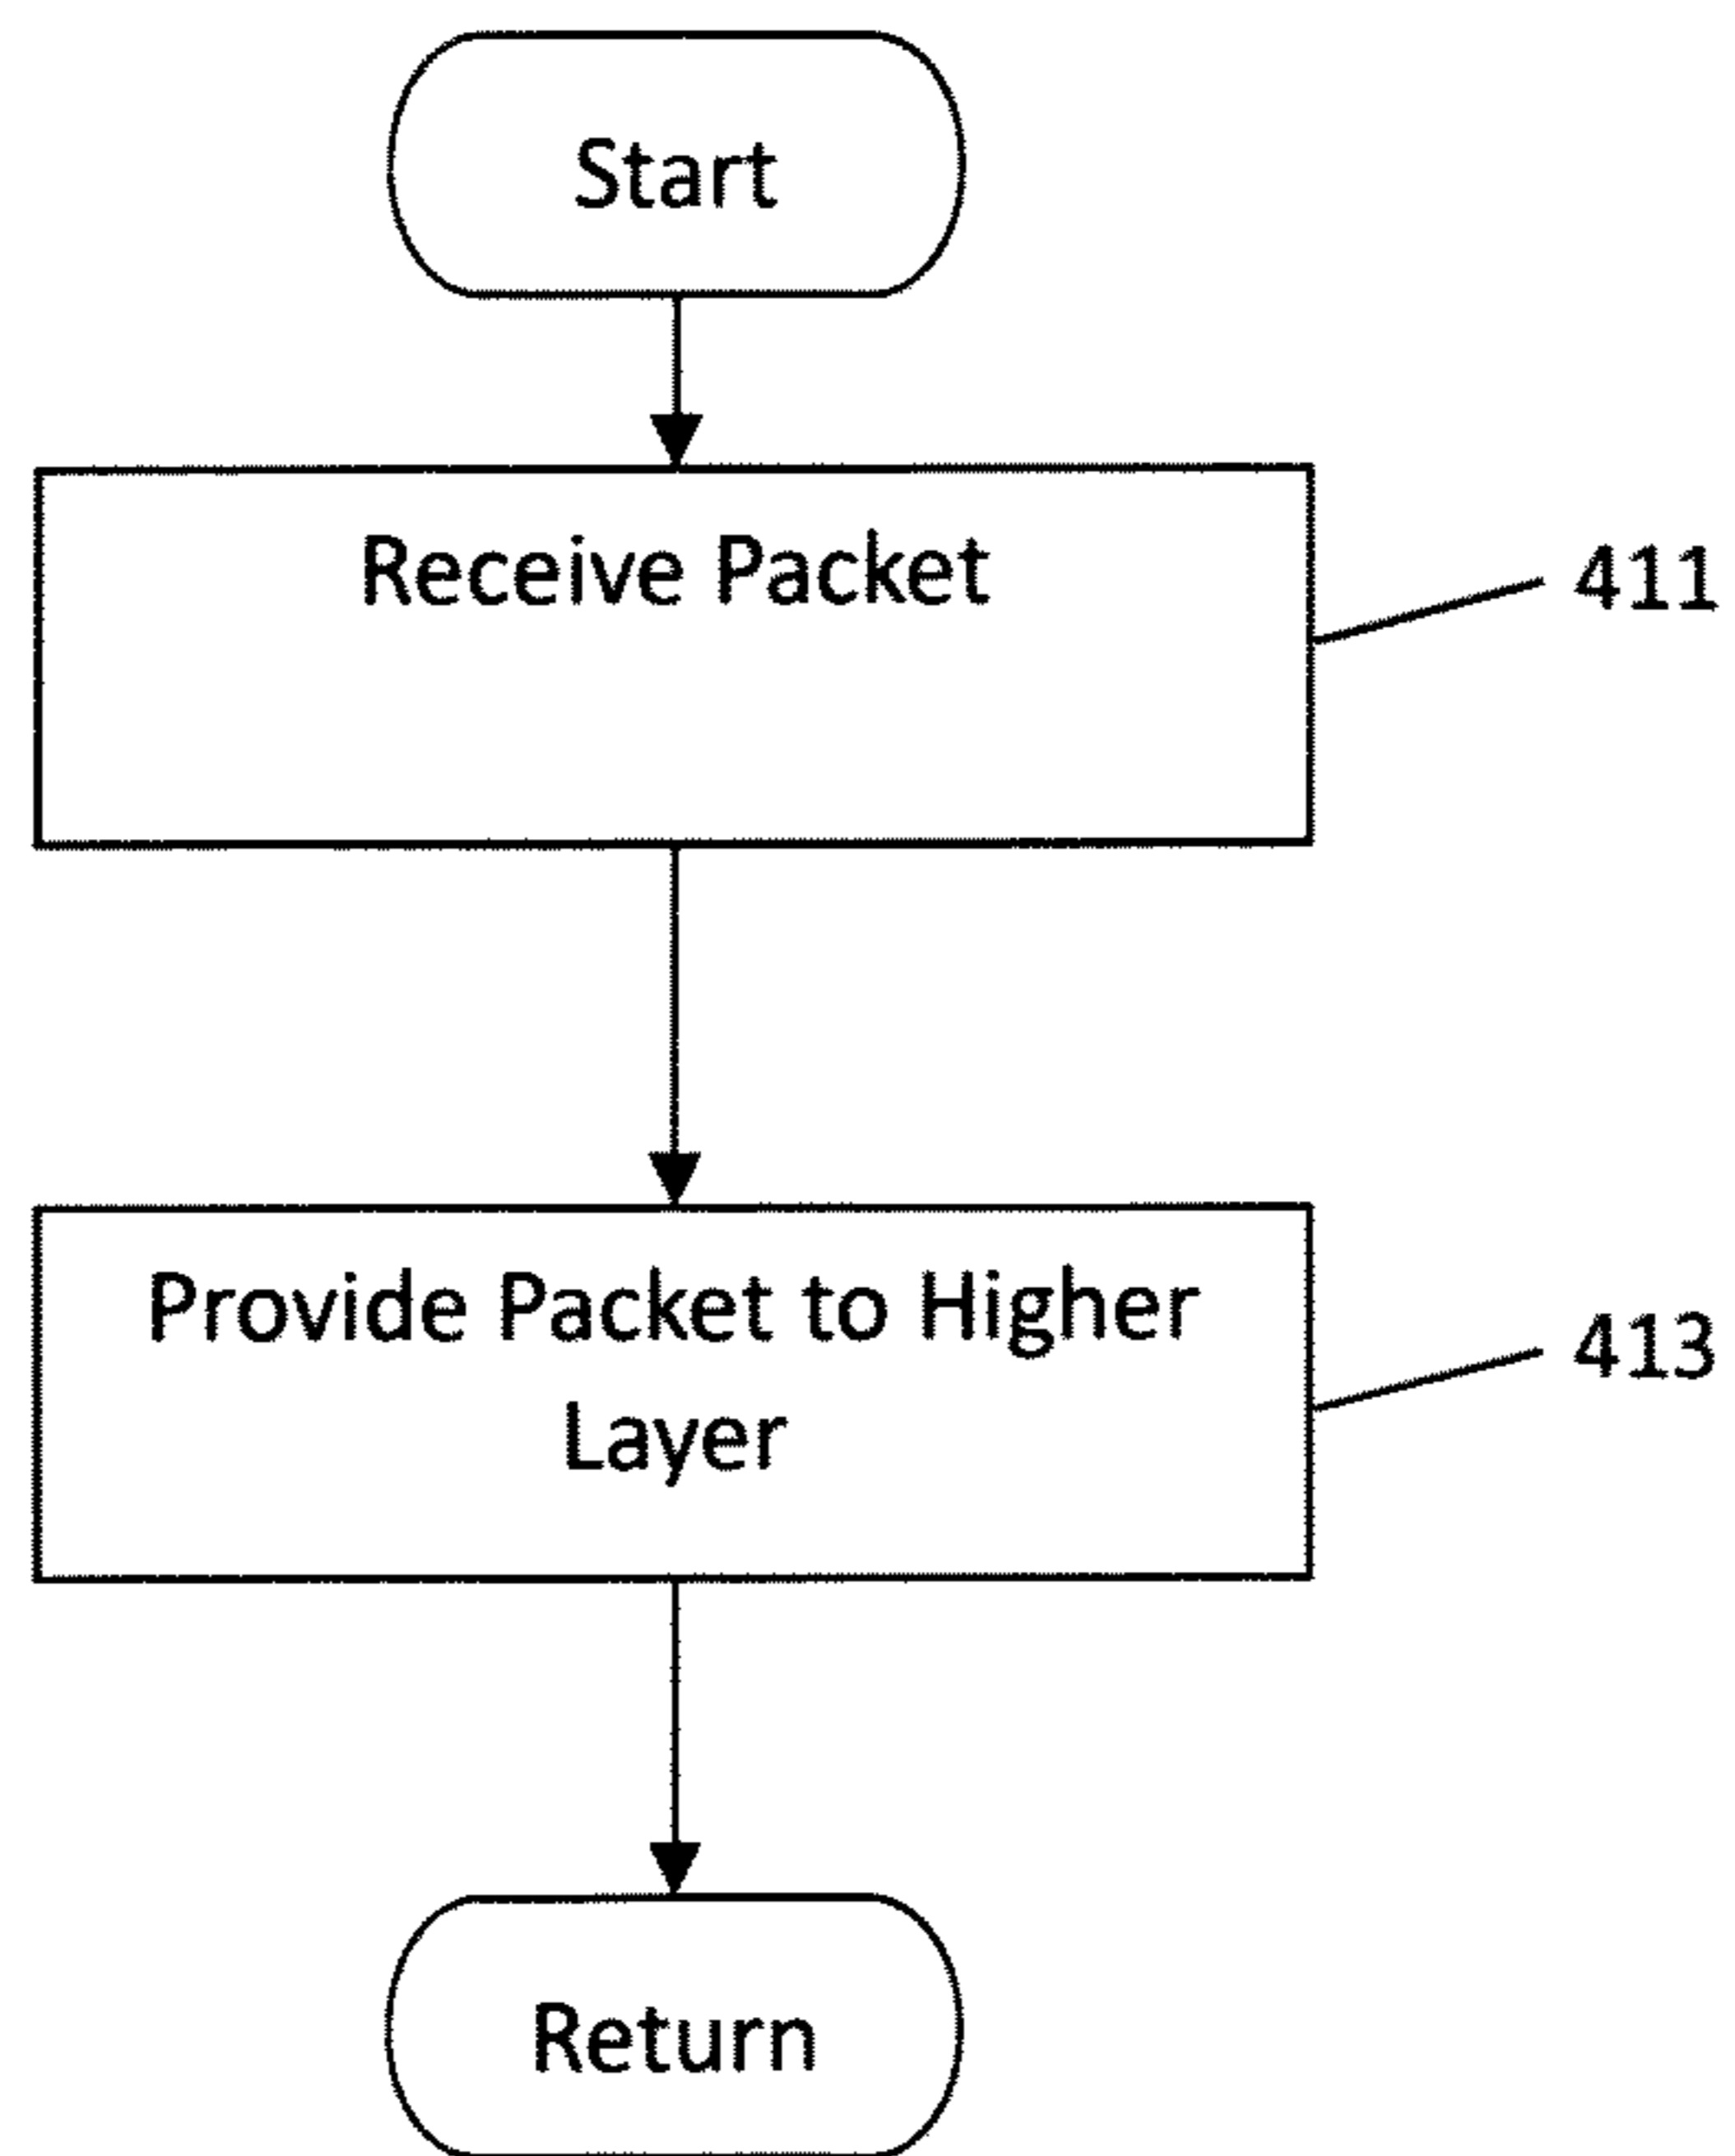 Start
Receive Packet
411
Provide Packet to Higher
Layer
413
Return